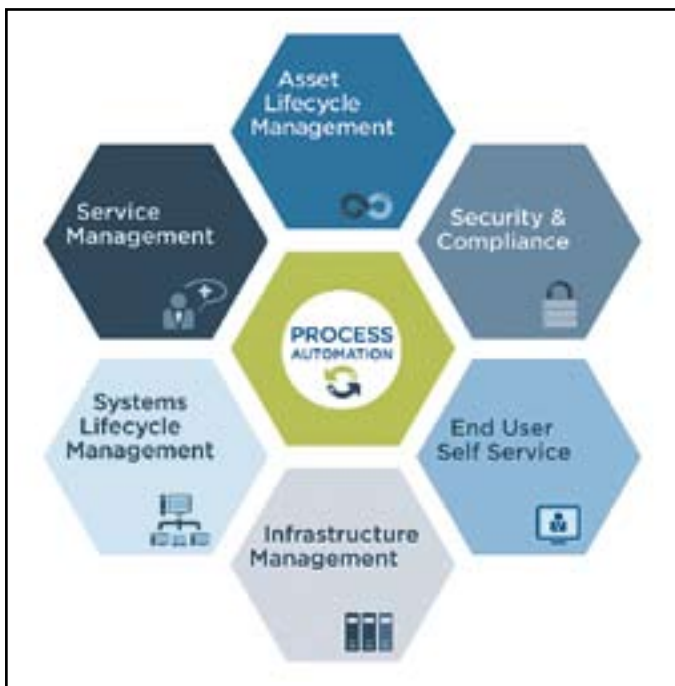 Asset
Lifecycle
Management
Service
Management
Security &
Compliance
PROCESS
AUTOMATION
Systems
Lifecycle
Management
End User
Self Service
Infrastructure
Management